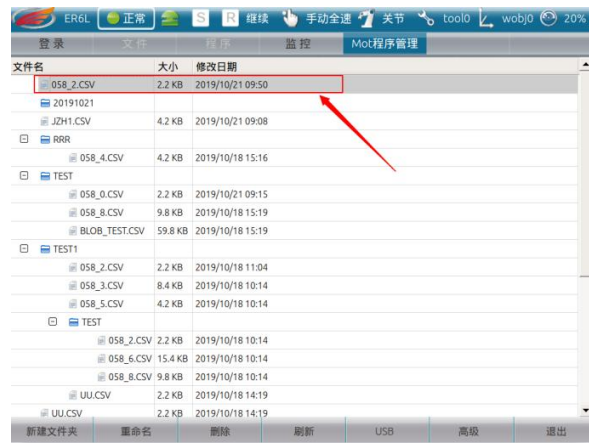 ER6L 正常 S R 继续 手动全速 关节 tool0 wobj0 20%
登录 文件 程序 监控 Mot程序管理
文件名 大小 修改日期
058_2.CSV 2.2 KB 2019/10/21 09:50
20191021
JZH1.CSV 4.2 KB 2019/10/21 09:08
RRR
058_4.CSV 4.2 KB 2019/10/18 15:16
TEST
058_0.CSV 2.2 KB 2019/10/21 09:15
058_8.CSV 9.8 KB 2019/10/18 15:19
BLOB_TEST.CSV 59.8 KB 2019/10/18 15:19
TEST1
058_2.CSV 2.2 KB 2019/10/18 11:04
058_3.CSV 8.4 KB 2019/10/18 10:14
058_5.CSV 4.2 KB 2019/10/18 10:14
TEST
058_2.CSV 2.2 KB 2019/10/18 10:14
058_6.CSV 15.4 KB 2019/10/18 10:14
058_8.CSV 9.8 KB 2019/10/18 10:14
UU.CSV 2.2 KB 2019/10/18 14:19
UU.CSV 2.2 KB 2019/10/18 14:19
新建文件夹 重命名 删除 刷新 USB 高级 退出